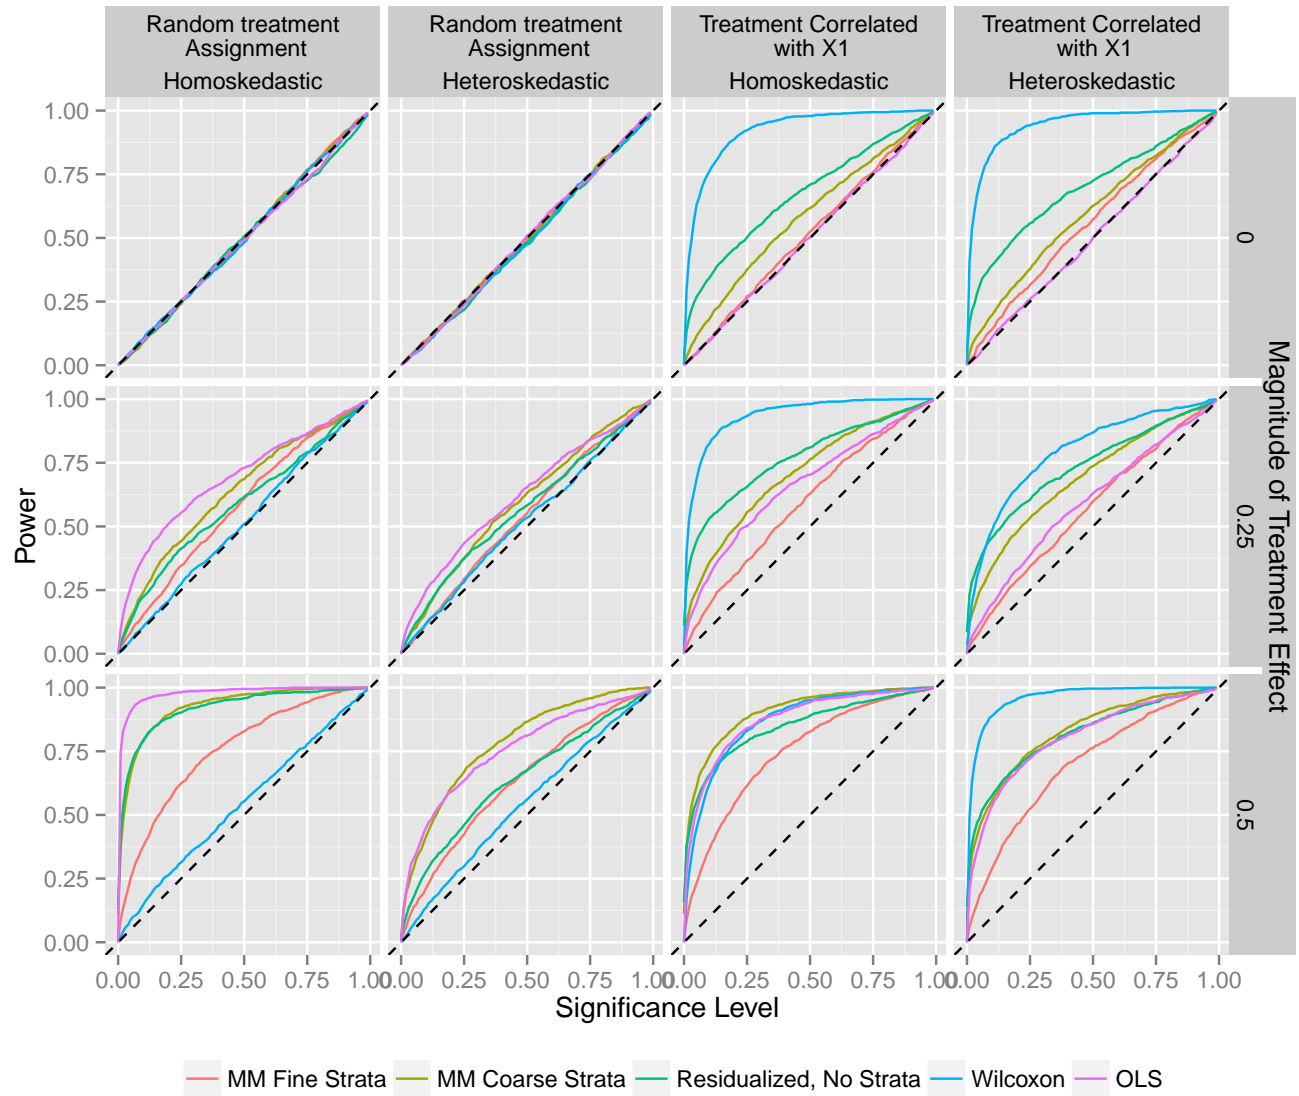 Random treatment
Assignment
Homoskedastic
Random treatment
Assignment
Heteroskedastic
Treatment Correlated
with X1
Homoskedastic
Treatment Correlated
with X1
Heteroskedastic
1.00
0.75
0.50
0.25
0.00
0
1.00
0.75
0.50
0.25
0.00
0.25
1.00
0.75
0.50
0.25
0.00
0.5
Power
Magnitude of Treatment Effect
0.00 0.25 0.50 0.75 1.00
0.00 0.25 0.50 0.75 1.00
0.00 0.25 0.50 0.75 1.00
0.00 0.25 0.50 0.75 1.00
Significance Level
MM Fine Strata MM Coarse Strata Residualized, No Strata Wilcoxon OLS